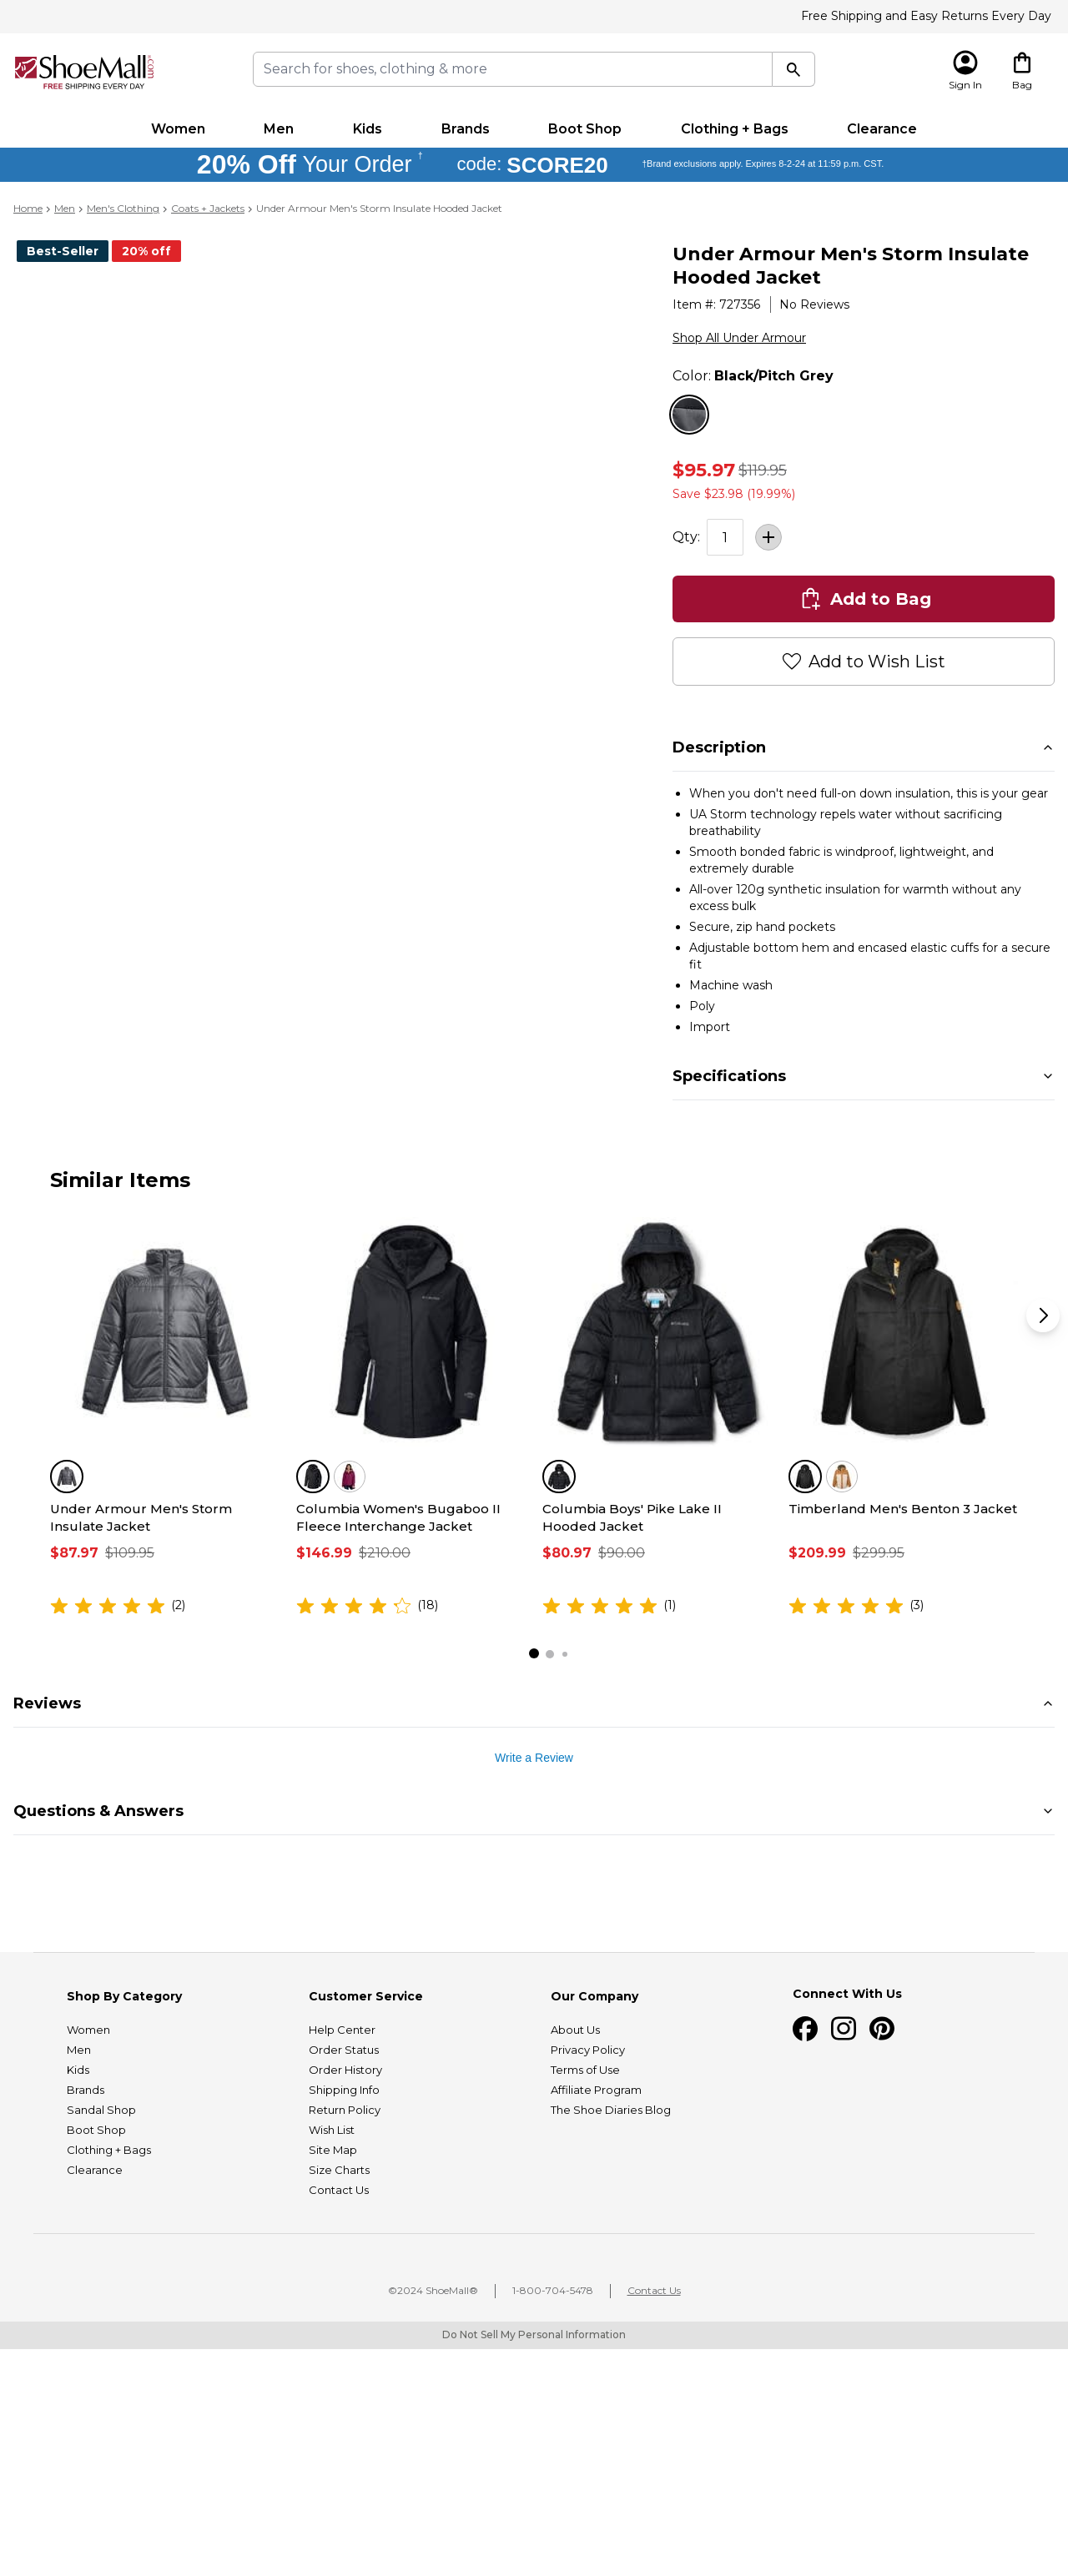 Free Shipping and Easy Returns Every Day
ShoeMall.com
FREE SHIPPING EVERY DAY
Search for shoes, clothing & more
Sign In
Bag
Women
Men
Kids
Brands
Boot Shop
Clothing + Bags
Clearance
20% Off Your Order † code: SCORE20 †Brand exclusions apply. Expires 8-2-24 at 11:59 p.m. CST.
Home > Men > Men's Clothing > Coats + Jackets > Under Armour Men's Storm Insulate Hooded Jacket
Best-Seller
20% off
Under Armour Men's Storm Insulate
Hooded Jacket
Item #: 727356 | No Reviews
Shop All Under Armour
Color: Black/Pitch Grey
$95.97 $119.95
Save $23.98 (19.99%)
Qty: 1 +
Add to Bag
Add to Wish List
Description
• When you don't need full-on down insulation, this is your gear
• UA Storm technology repels water without sacrificing
breathability
• Smooth bonded fabric is windproof, lightweight, and
extremely durable
• All-over 120g synthetic insulation for warmth without any
excess bulk
• Secure, zip hand pockets
• Adjustable bottom hem and encased elastic cuffs for a secure
fit
• Machine wash
• Poly
• Import
Specifications
Similar Items
Under Armour Men's Storm
Insulate Jacket
$87.97 $109.95
(2)
Columbia Women's Bugaboo II
Fleece Interchange Jacket
$146.99 $210.00
(18)
Columbia Boys' Pike Lake II
Hooded Jacket
$80.97 $90.00
(1)
Timberland Men's Benton 3 Jacket
$209.99 $299.95
(3)
Reviews
Write a Review
Questions & Answers
Shop By Category
Women
Men
Kids
Brands
Sandal Shop
Boot Shop
Clothing + Bags
Clearance
Customer Service
Help Center
Order Status
Order History
Shipping Info
Return Policy
Wish List
Site Map
Size Charts
Contact Us
Our Company
About Us
Privacy Policy
Terms of Use
Affiliate Program
The Shoe Diaries Blog
Connect With Us
©2024 ShoeMall® | 1-800-704-5478 | Contact Us
Do Not Sell My Personal Information